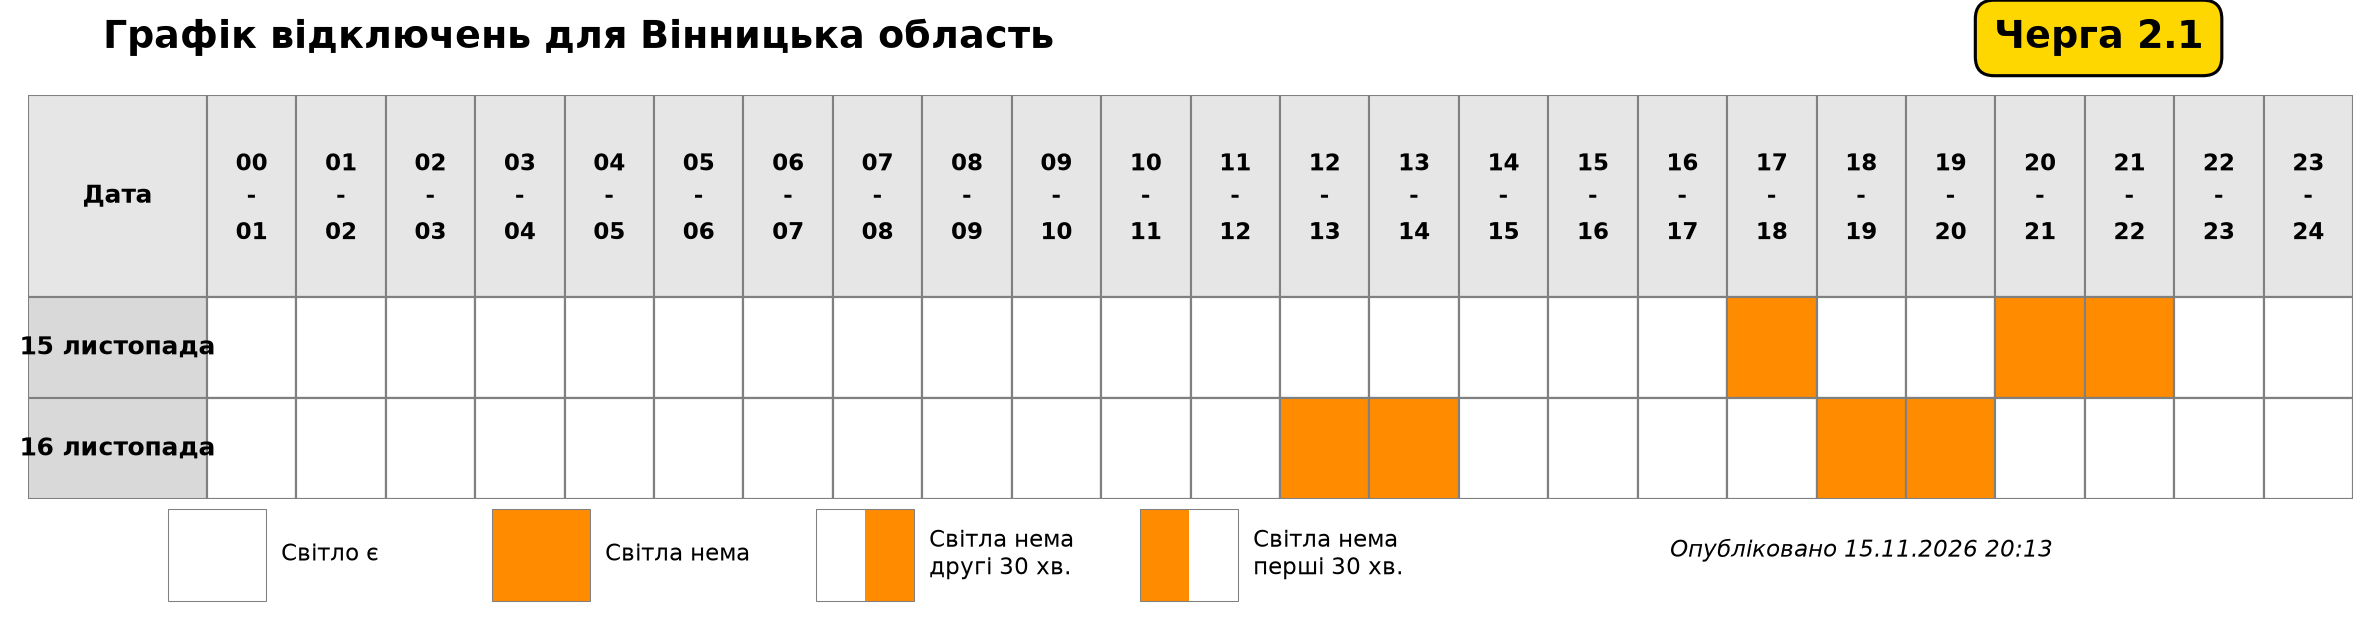 Графік відключень для Вінницька область
Черга 2.1
Дата
00 - 01
01 - 02
02 - 03
03 - 04
04 - 05
05 - 06
06 - 07
07 - 08
08 - 09
09 - 10
10 - 11
11 - 12
12 - 13
13 - 14
14 - 15
15 - 16
16 - 17
17 - 18
18 - 19
19 - 20
20 - 21
21 - 22
22 - 23
23 - 24
15 листопада
16 листопада
Світло є
Світла нема
Світла нема
другі 30 хв.
Світла нема
перші 30 хв.
Опубліковано 15.11.2026 20:13